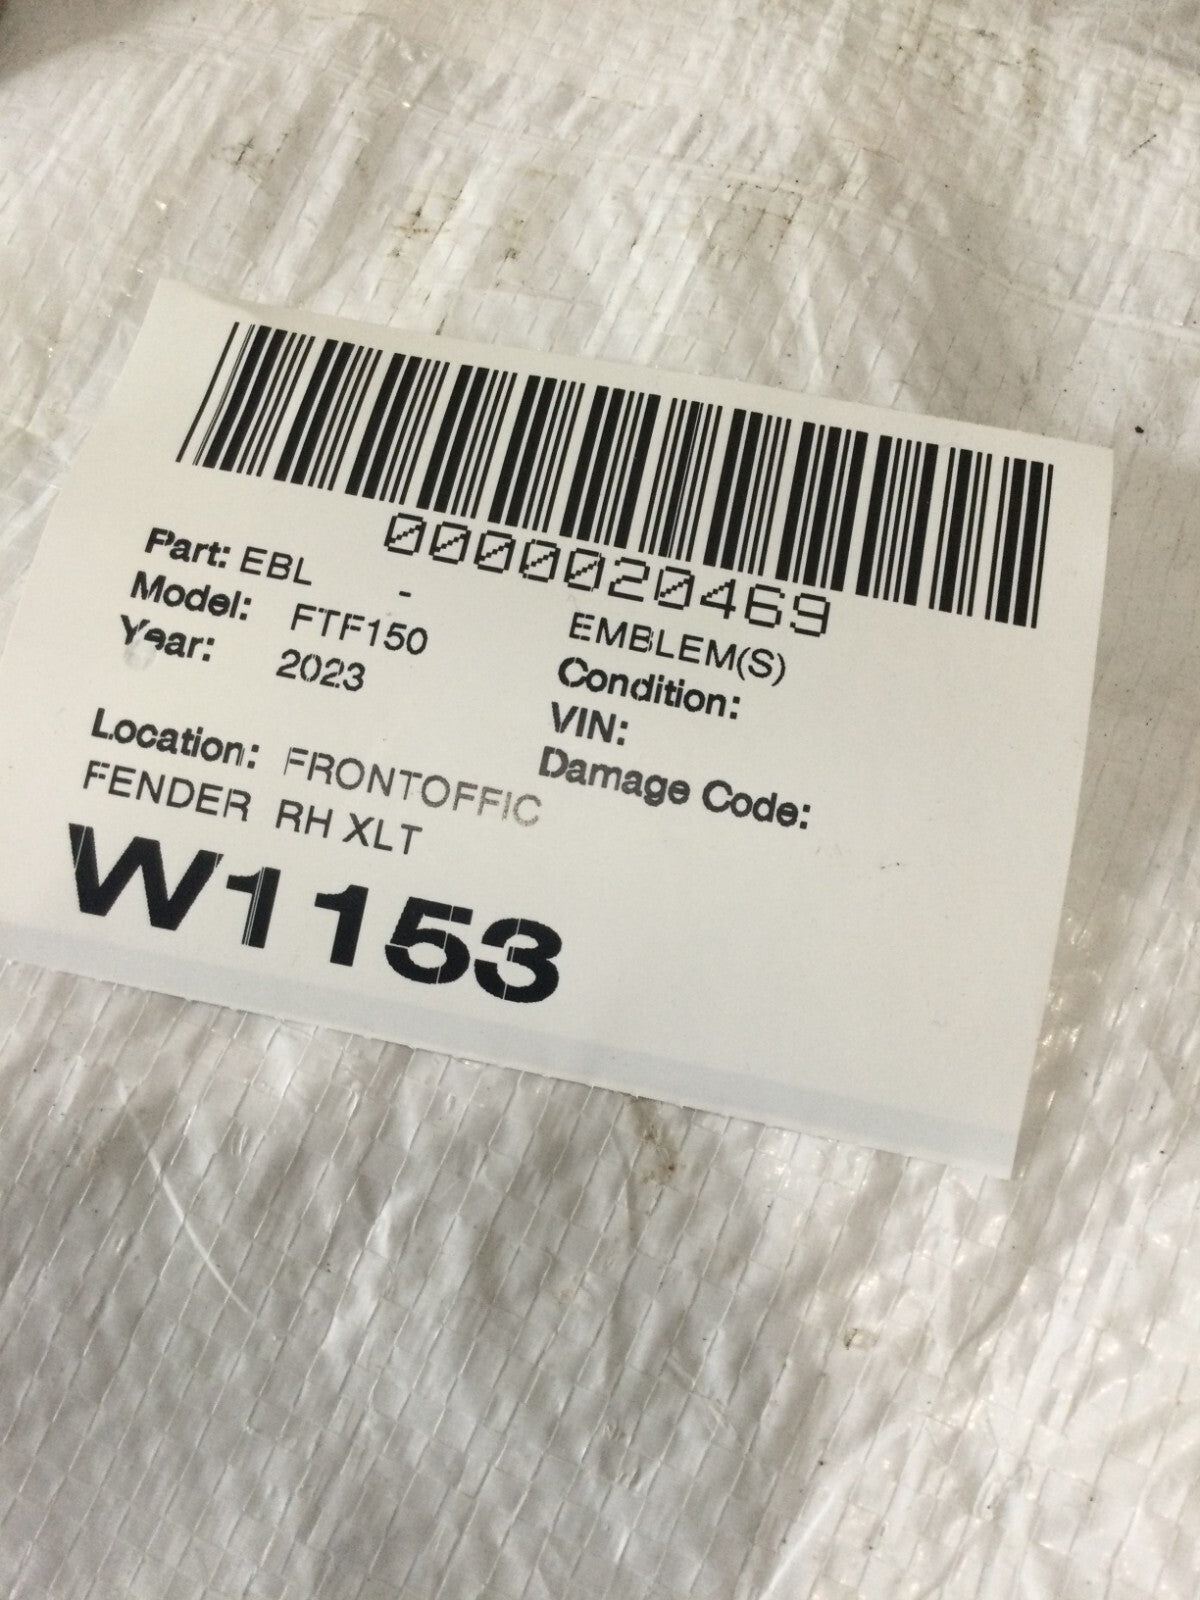 0000020469
Part: EBL - EMBLEM(S)
Model: FTF150 Condition:
Year: 2023 VIN:
Damage Code:
Location: FRONTOFFIC
FENDER RH XLT
W1153